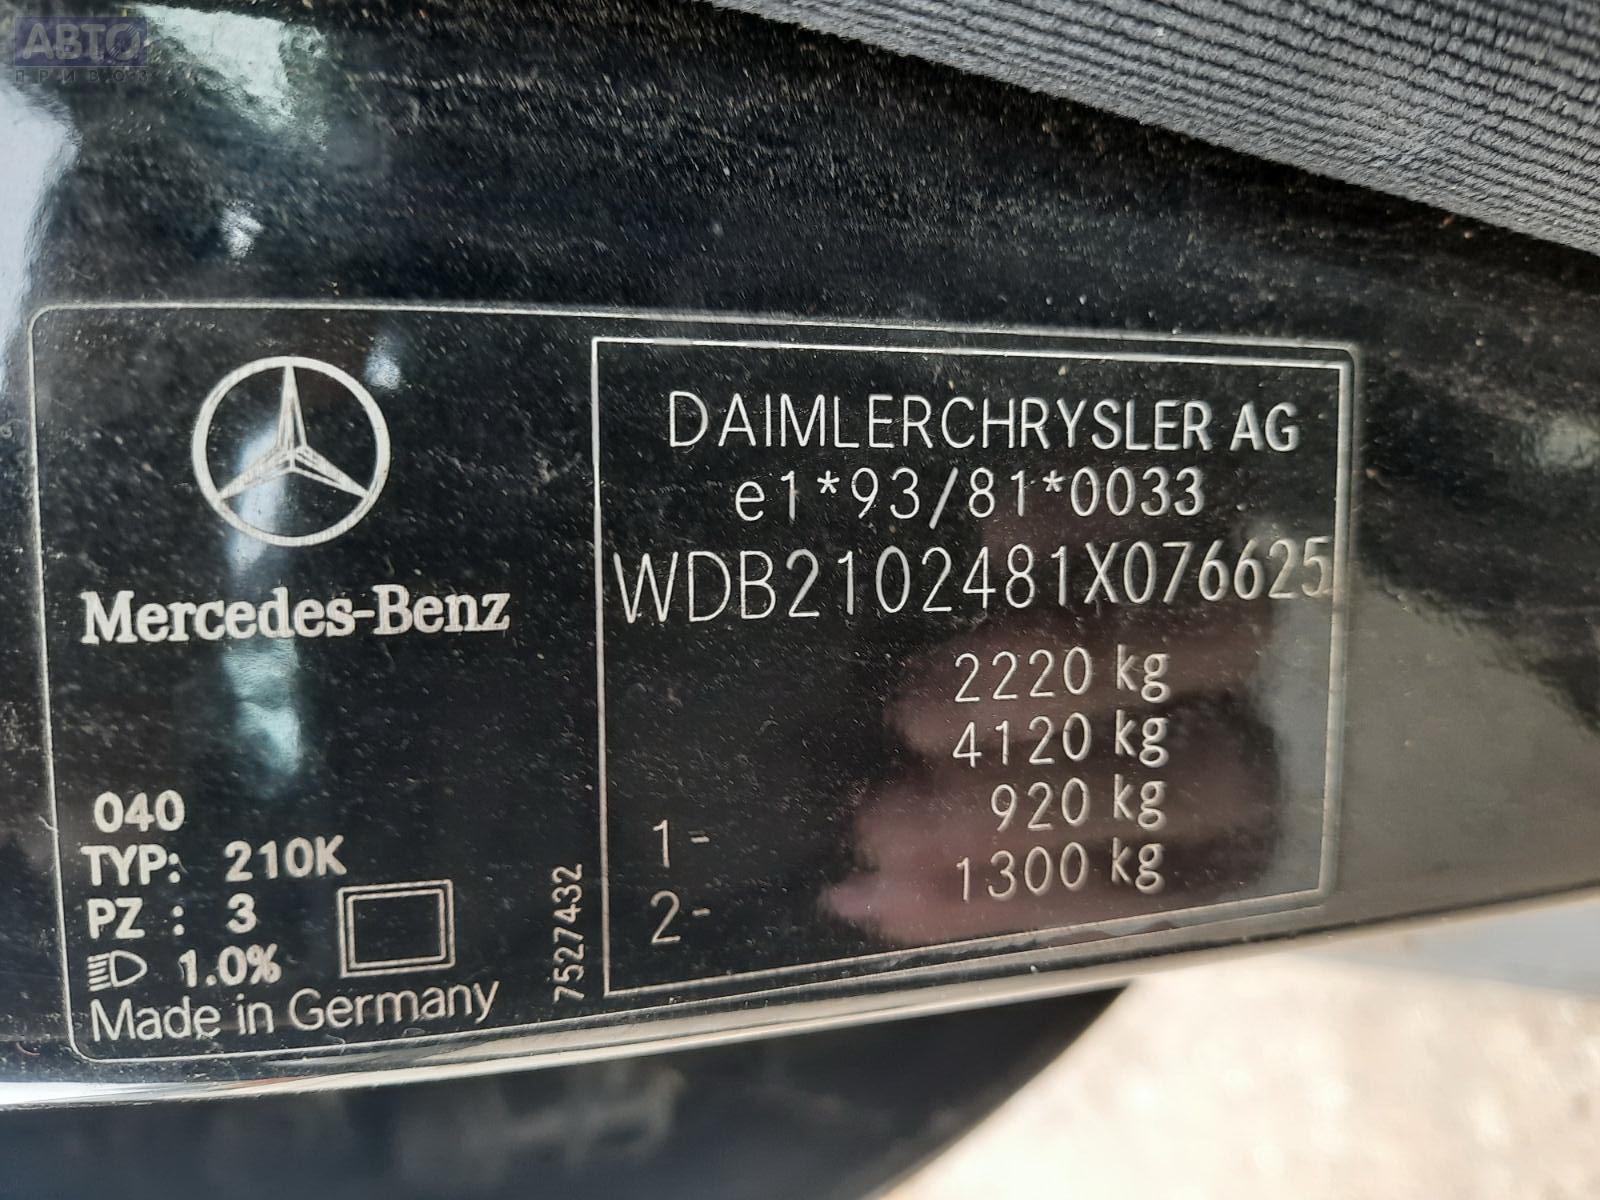 АВТО
ПРИВОЗ
Mercedes-Benz
040
TYP: 210K
PZ : 3
1.0%
Made in Germany
7527432
DAIMLERCHRYSLER AG
e1*93/81*0033
WDB2102481X076625
2220 kg
4120 kg
1- 920 kg
2- 1300 kg